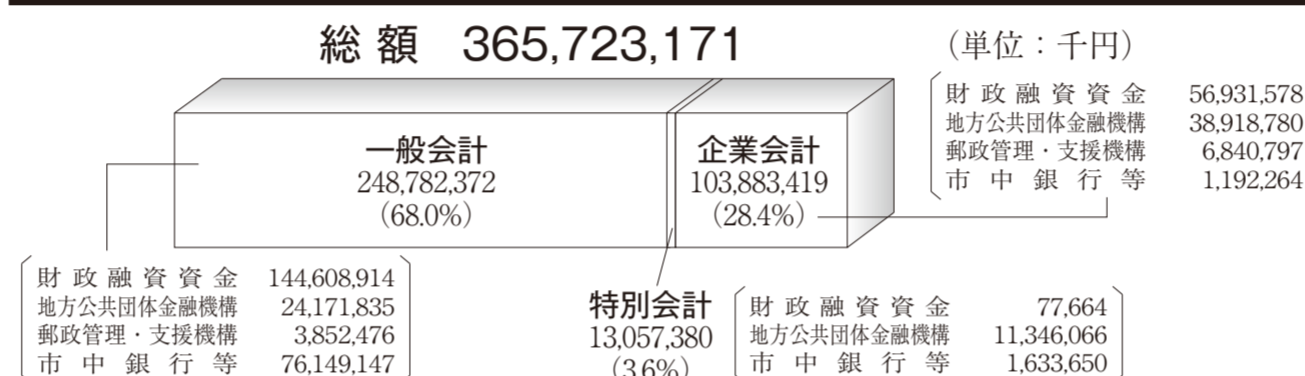 総額 365,723,171
(単位：千円)
財政融資資金 56,931,578
地方公共団体金融機構 38,918,780
郵政管理・支援機構 6,840,797
市中銀行等 1,192,264
一般会計
248,782,372
(68.0%)
企業会計
103,883,419
(28.4%)
財政融資資金 144,608,914
地方公共団体金融機構 24,171,835
郵政管理・支援機構 3,852,476
市中銀行等 76,149,147
特別会計
13,057,380
(3.6%)
財政融資資金 77,664
地方公共団体金融機構 11,346,066
市中銀行等 1,633,650